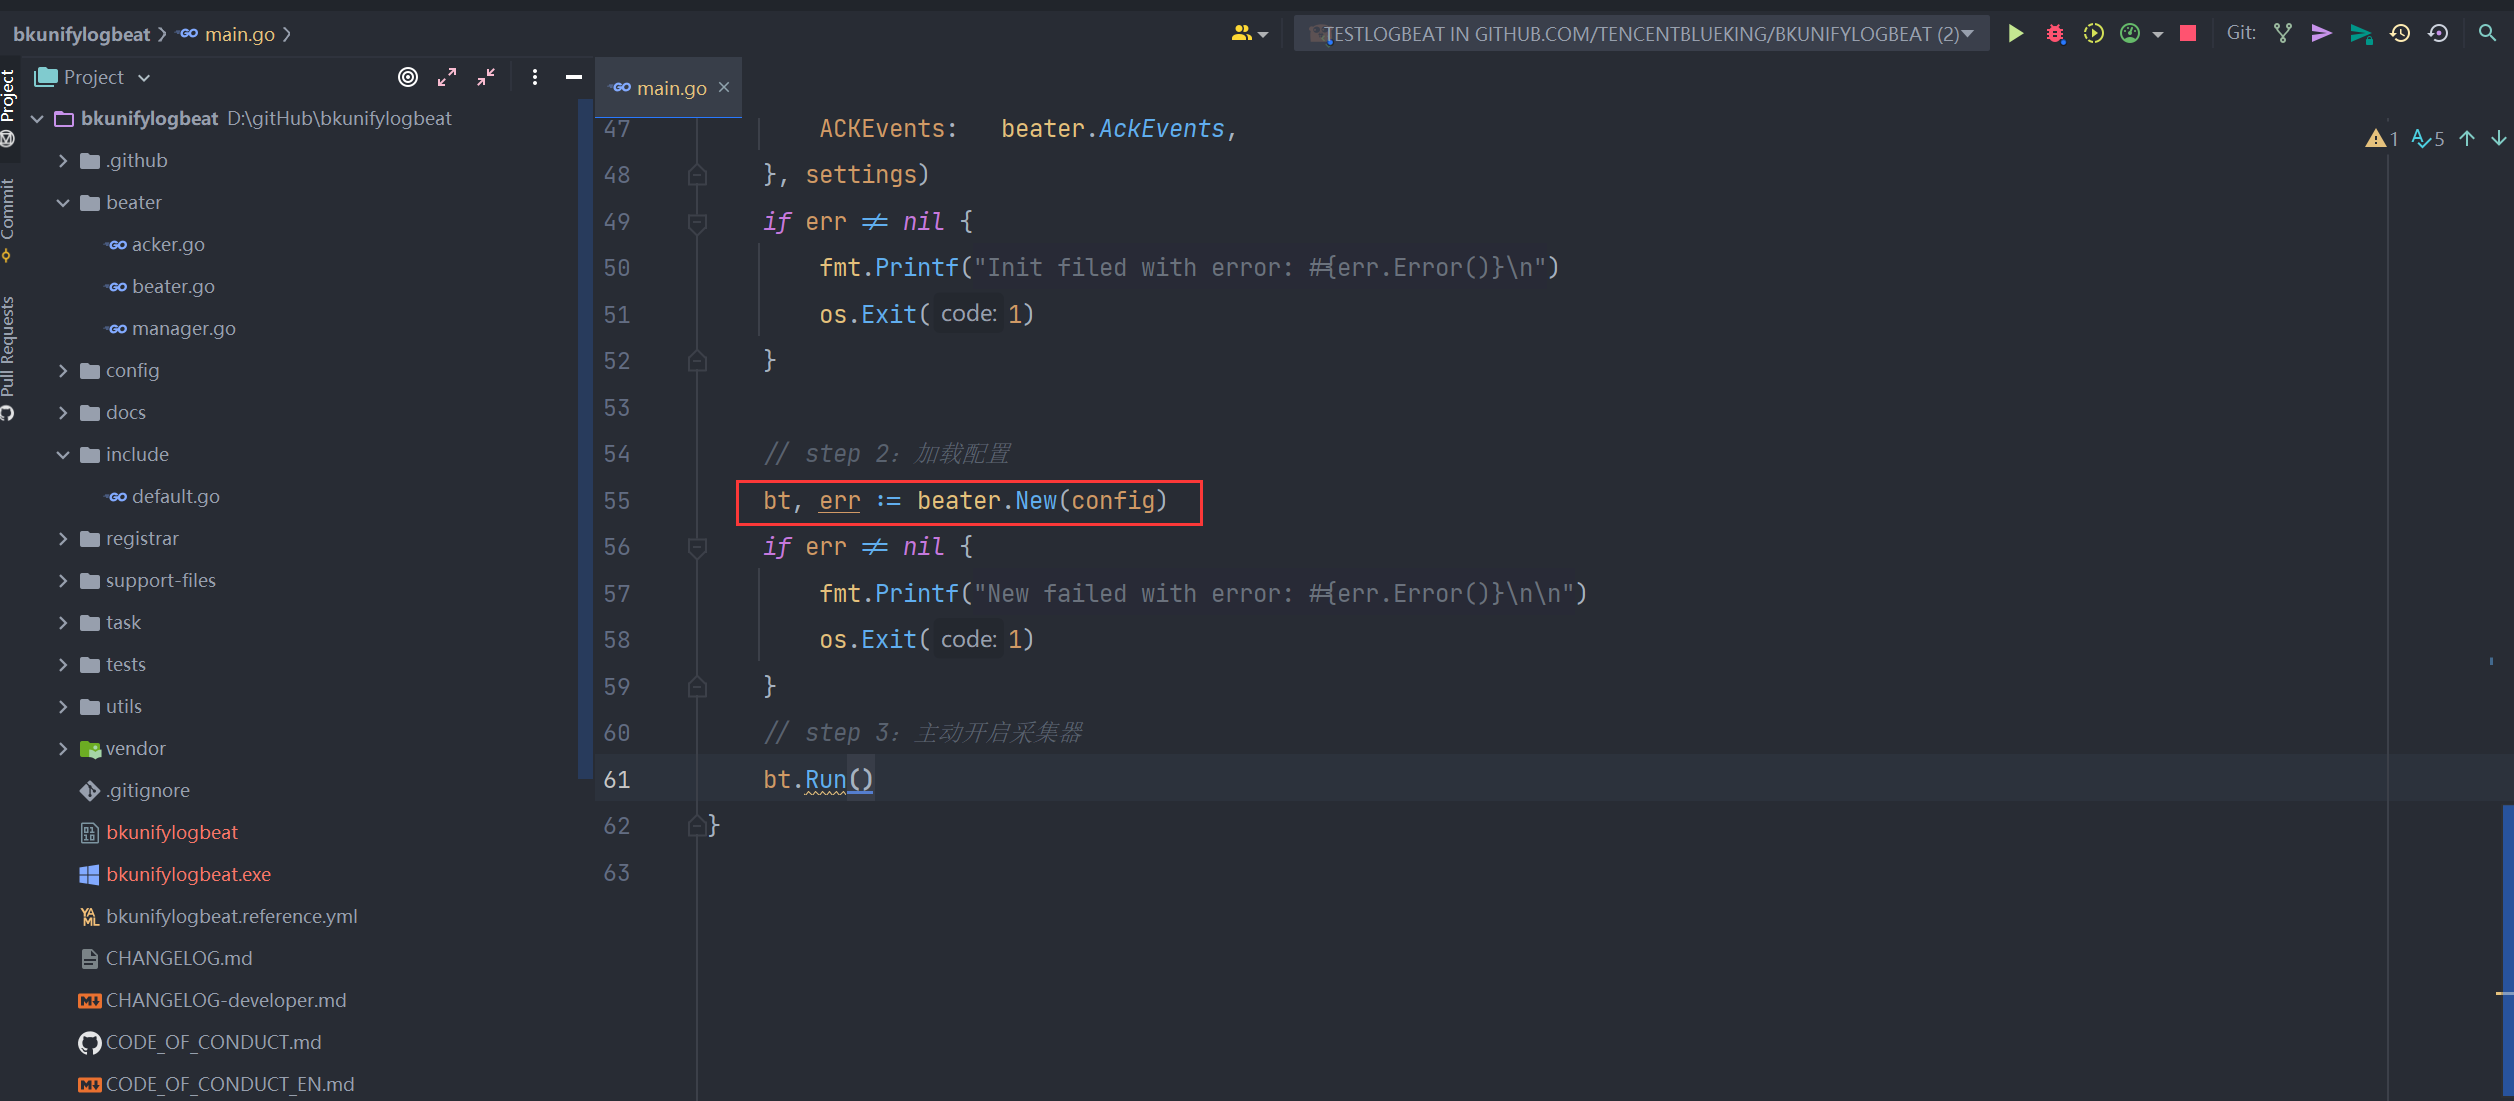 bkunifylogbeat main.go
TESTLOGBEAT IN GITHUB.COM/TENCENTBLUEKING/BKUNIFYLOGBEAT (2)
Git:
Project
Commit
Pull Requests
Project
bkunifylogbeat D:\gitHub\bkunifylogbeat
.github
beater
acker.go
beater.go
manager.go
config
docs
include
default.go
registrar
support-files
task
tests
utils
vendor
.gitignore
bkunifylogbeat
bkunifylogbeat.exe
bkunifylogbeat.reference.yml
CHANGELOG.md
CHANGELOG-developer.md
CODE_OF_CONDUCT.md
CODE_OF_CONDUCT_EN.md
main.go
1 5
47 ACKEvents: beater.AckEvents,
48 }, settings)
49 if err != nil {
50 fmt.Printf("Init filed with error: #{err.Error()}\n")
51 os.Exit( code: 1)
52 }
53
54 // step 2：加载配置
55 bt, err := beater.New(config)
56 if err != nil {
57 fmt.Printf("New failed with error: #{err.Error()}\n\n")
58 os.Exit( code: 1)
59 }
60 // step 3：主动开启采集器
61 bt.Run()
62 }
63